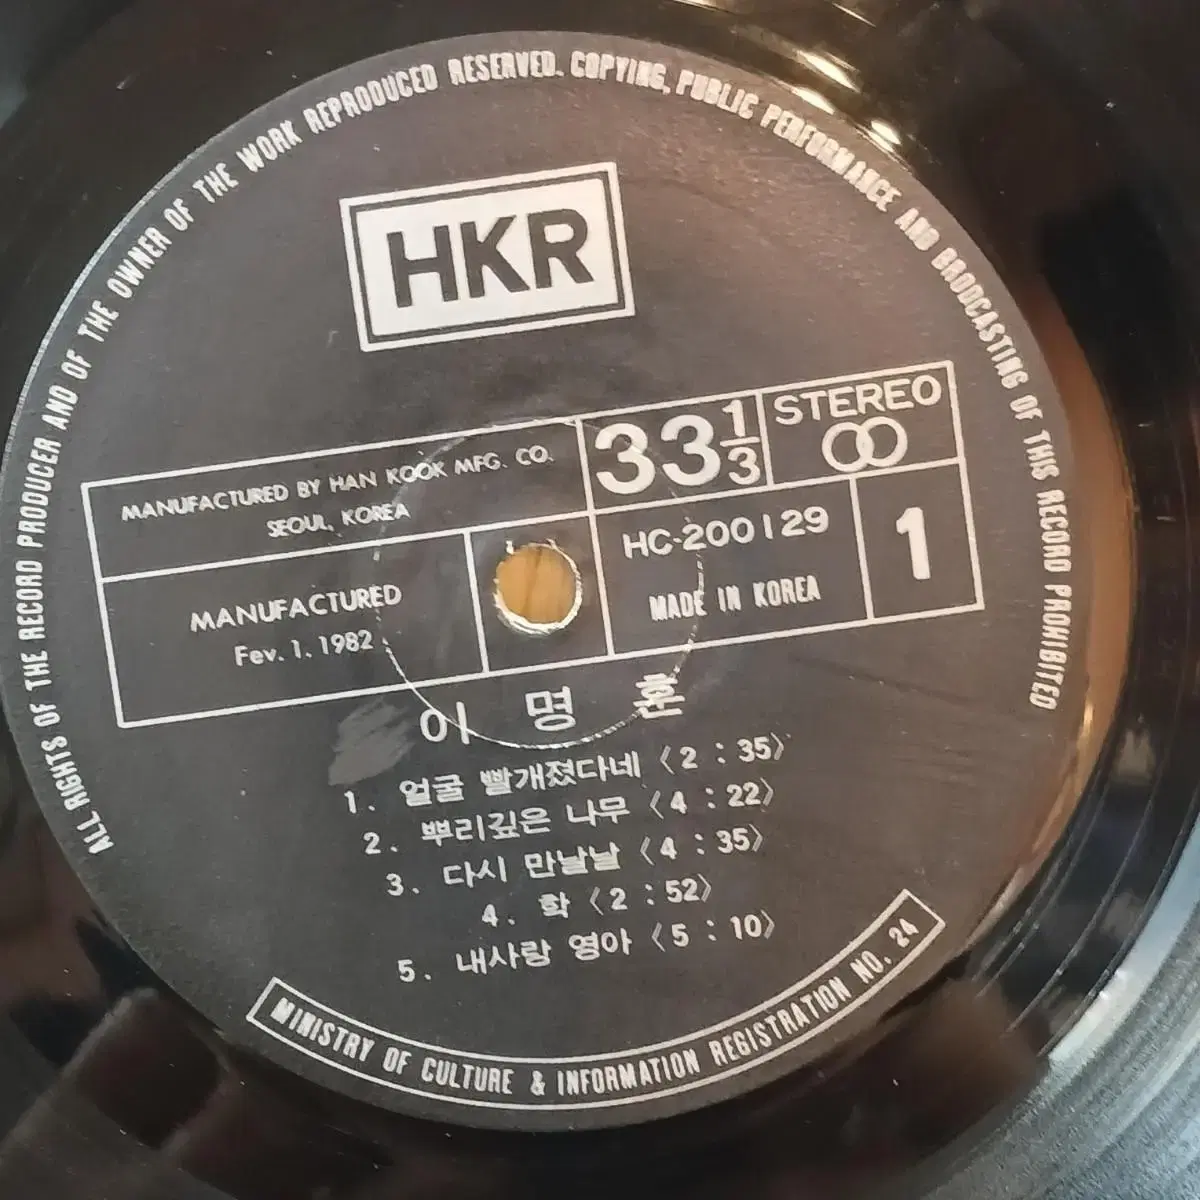 ALL RIGHTS OF THE RECORD PRODUCER AND OF THE OWNER OF THE WORK REPRODUCED RESERVED. COPYING, PUBLIC PERFORMANCE AND BROADCASTING OF THIS RECORD PROHIBITED
HKR
MANUFACTURED BY HAN KOOK MFG. CO.
SEOUL, KOREA
33 1/3
STEREO
MANUFACTURED
Fev. 1. 1982
HC-200129
MADE IN KOREA
1
이 명 훈
1. 얼굴 빨개졌다네 〈2 : 35〉
2. 뿌리깊은 나무 〈4 : 22〉
3. 다시 만날날 〈4 : 35〉
4. 학 〈2 : 52〉
5. 내사랑 영아 〈5 : 10〉
MINISTRY OF CULTURE & INFORMATION REGISTRATION NO. 24